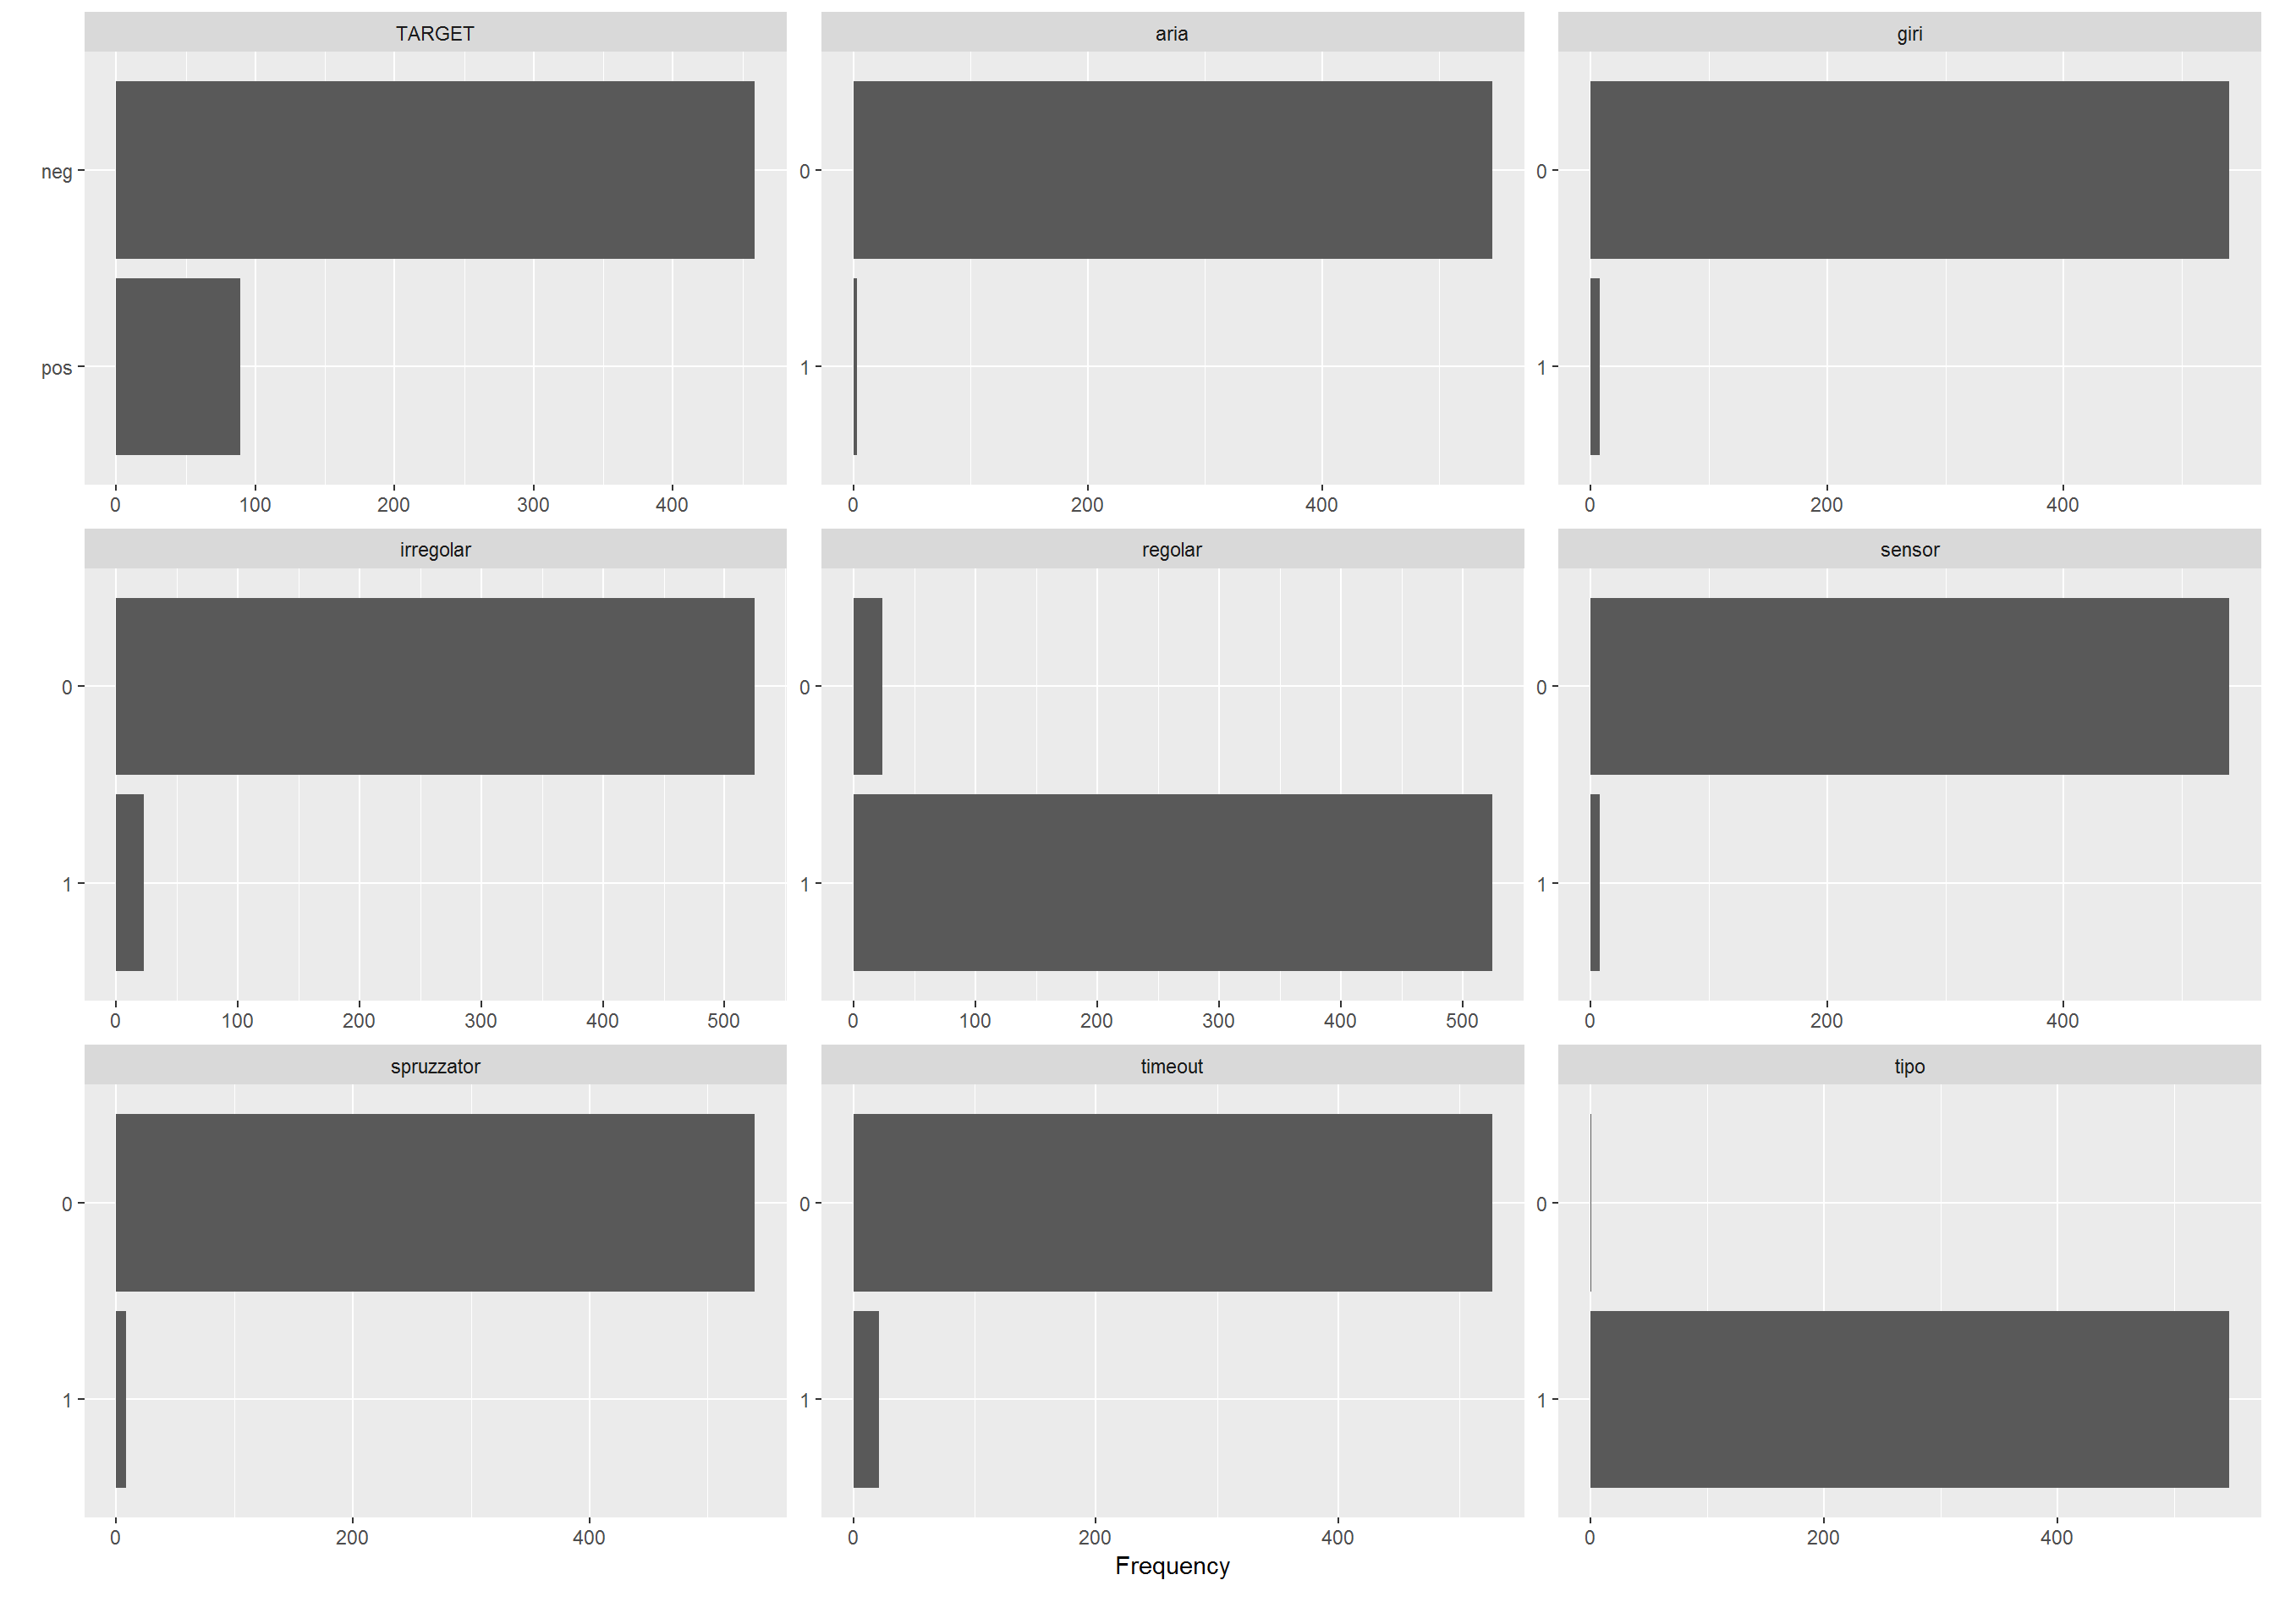 TARGET aria giri
neg 0 0
pos 1 1
0 100 200 300 400 0 200 400 0 200 400
irregolar regolar sensor
0 0 0
1 1 1
0 100 200 300 400 500 0 100 200 300 400 500 0 200 400
spruzzator timeout tipo
0 0 0
1 1 1
0 200 400 0 200 400 0 200 400
Frequency